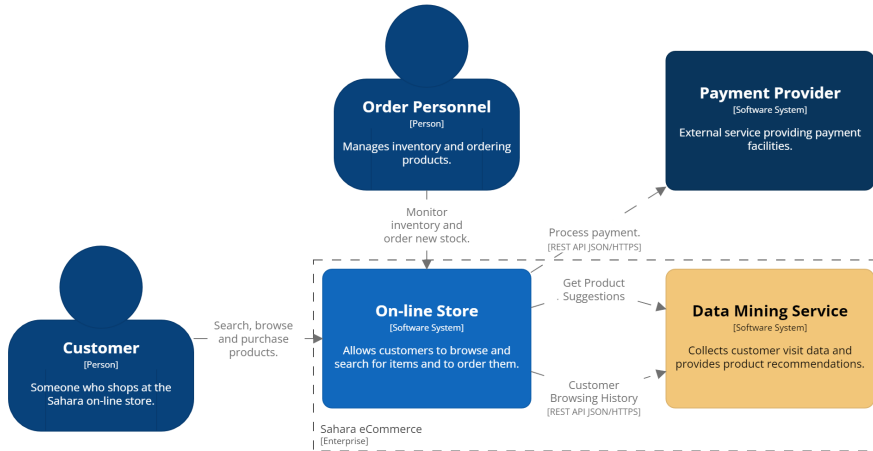 Order Personnel
[Person]
Manages inventory and ordering
products.
Payment Provider
[Software System]
External service providing payment
facilities.
Monitor
inventory and
order new stock.
Process payment.
[REST API JSON/HTTPS]
Customer
[Person]
Someone who shops at the
Sahara on-line store.
Search, browse
and purchase
products.
On-line Store
[Software System]
Allows customers to browse and
search for items and to order them.
Get Product
Suggestions
Customer
Browsing History
[REST API JSON/HTTPS]
Data Mining Service
[Software System]
Collects customer visit data and
provides product recommendations.
Sahara eCommerce
[Enterprise]